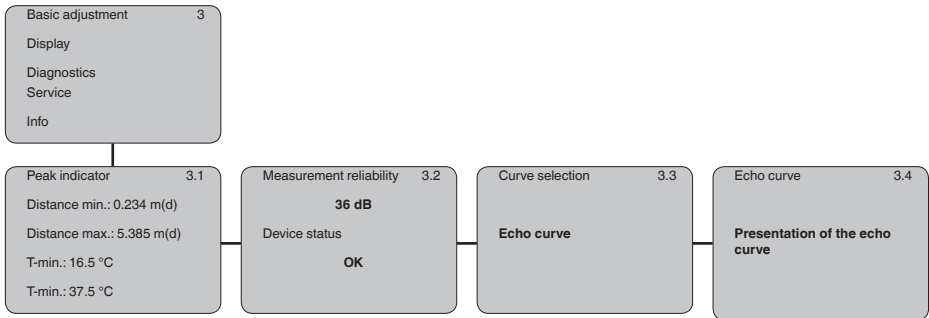 Basic adjustment 3
Display
Diagnostics
Service
Info
Peak indicator 3.1
Distance min.: 0.234 m(d)
Distance max.: 5.385 m(d)
T-min.: 16.5 °C
T-min.: 37.5 °C
Measurement reliability 3.2
36 dB
Device status
OK
Curve selection 3.3
Echo curve
Echo curve 3.4
Presentation of the echo
curve